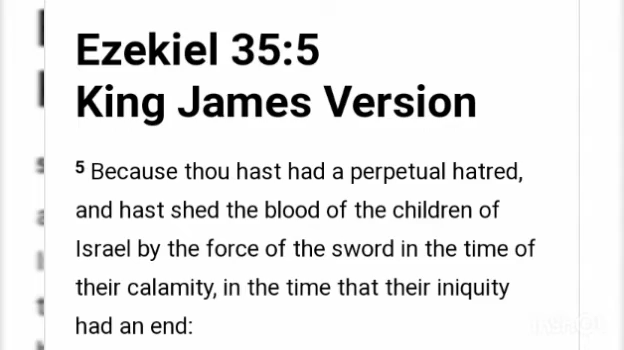 Ezekiel 35:5
King James Version
5 Because thou hast had a perpetual hatred,
and hast shed the blood of the children of
Israel by the force of the sword in the time of
their calamity, in the time that their iniquity
had an end: